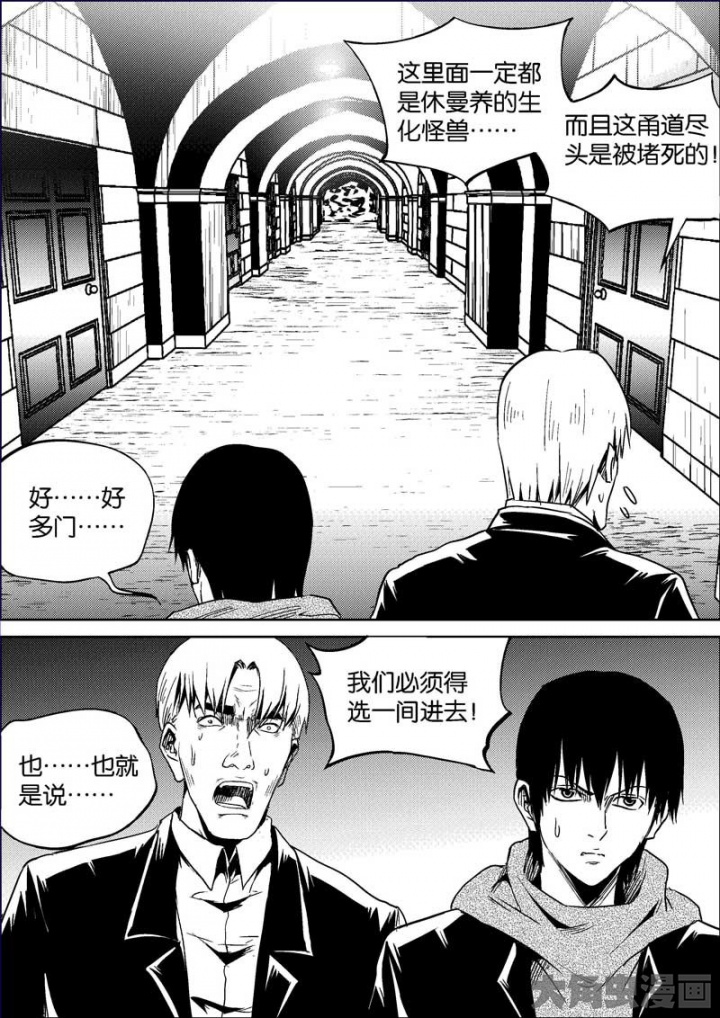 这里面一定都
是休曼养的生
化怪兽……
而且这甬道尽
头是被堵死的!
好……好
多门……
也……也就
是说……
我们必须得
选一间进去!
大角虫漫画